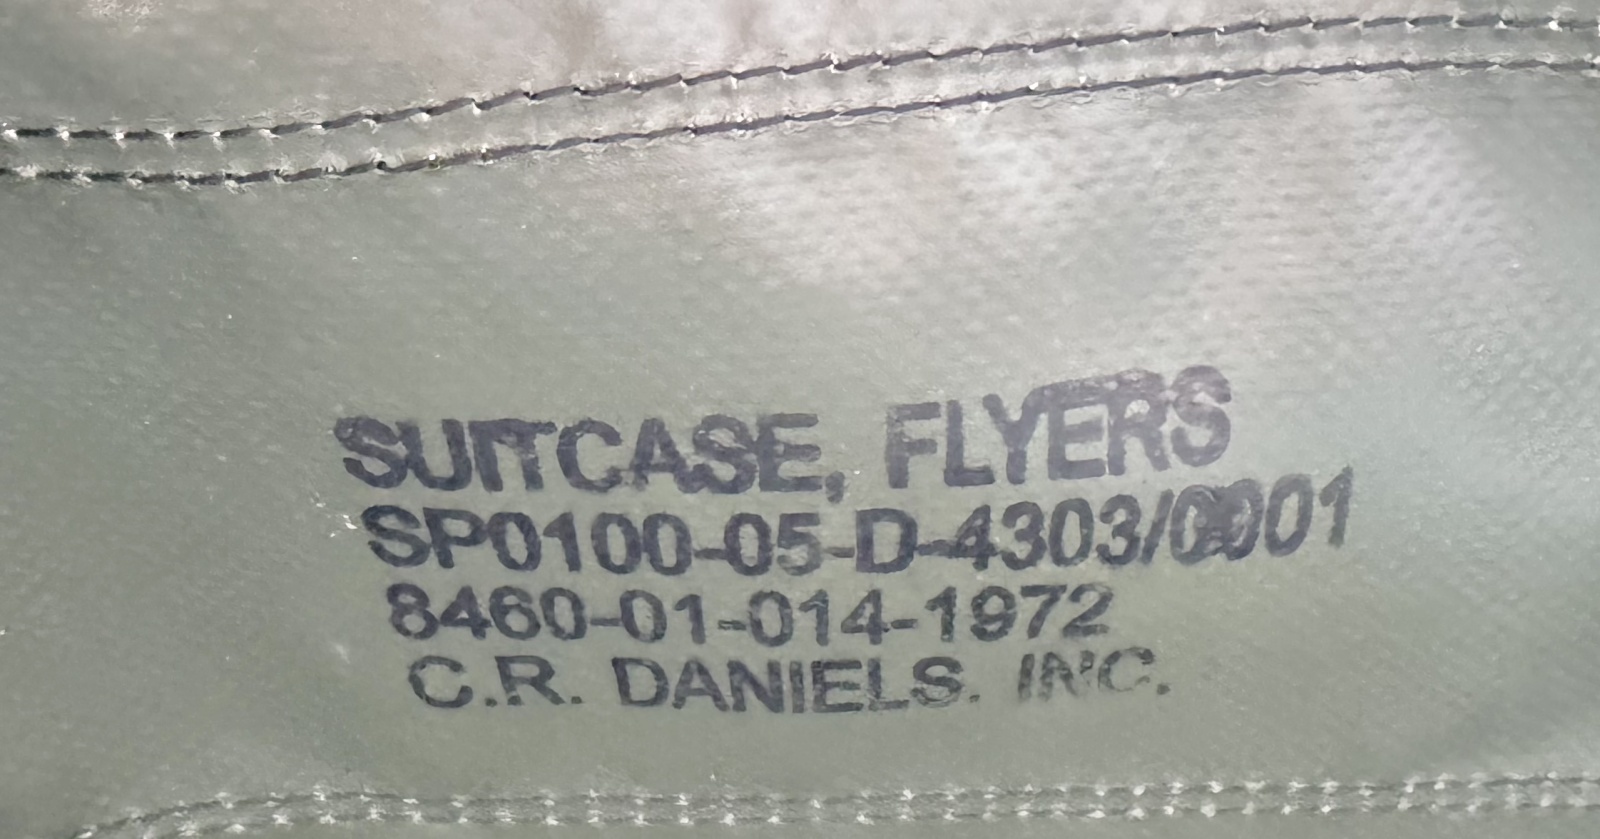 SUITCASE, FLYERS
SP0100-05-D-4303/0001
8460-01-014-1972
C.R. DANIELS. INC.